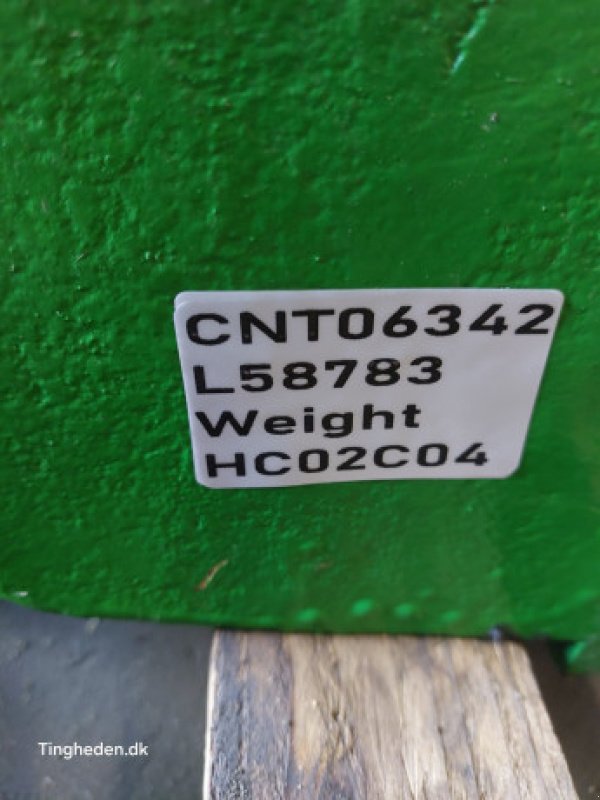 CNT06342
L58783
Weight
HC02C04
Tingheden.dk